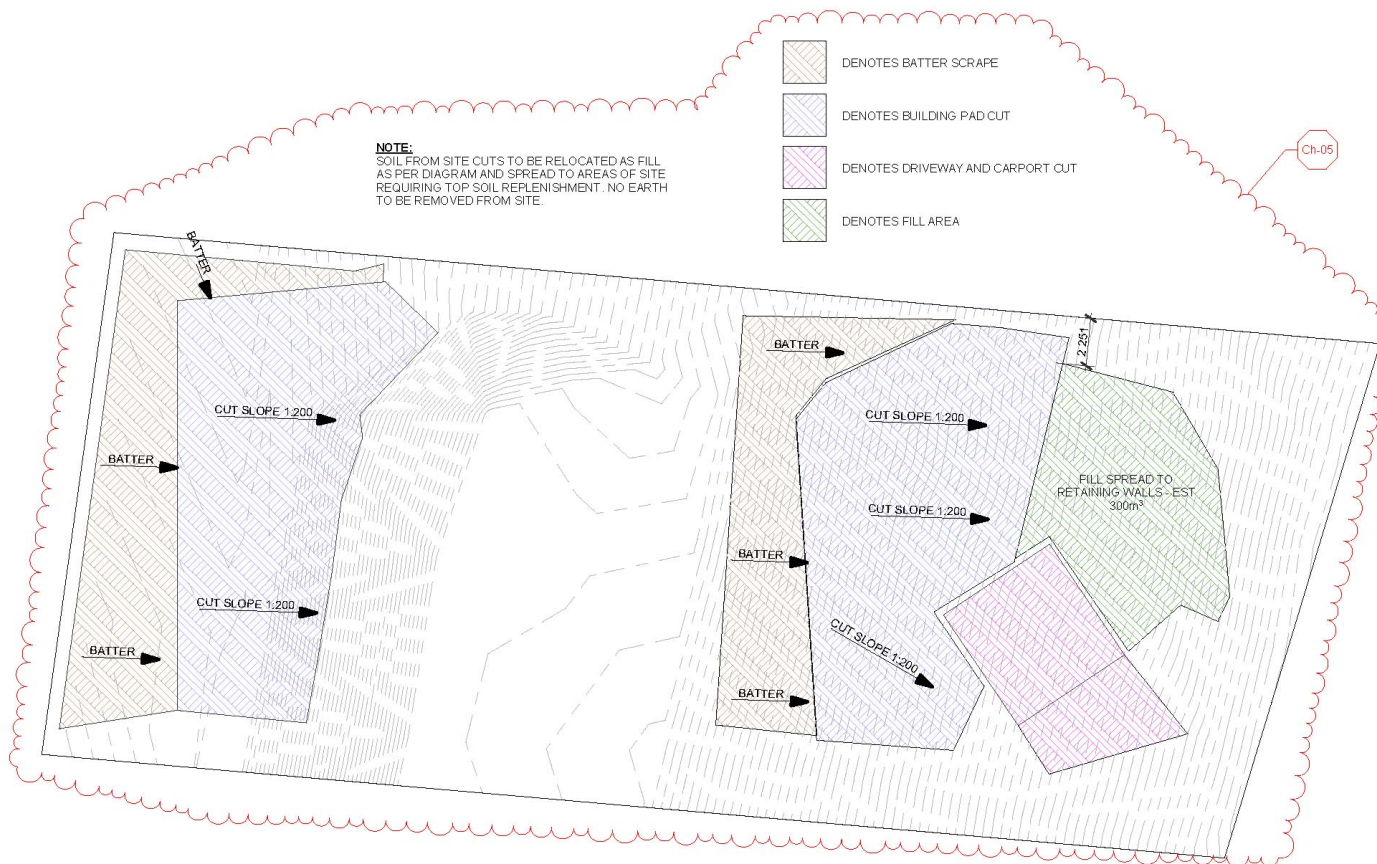 DENOTES BATTER SCRAPE
DENOTES BUILDING PAD CUT
DENOTES DRIVEWAY AND CARPORT CUT
DENOTES FILL AREA
Ch-05
NOTE:
SOIL FROM SITE CUTS TO BE RELOCATED AS FILL
AS PER DIAGRAM AND SPREAD TO AREAS OF SITE
REQUIRING TOP SOIL REPLENISHMENT. NO EARTH
TO BE REMOVED FROM SITE.
BATTER
CUT SLOPE 1:200
BATTER
CUT SLOPE 1:200
BATTER
BATTER
2 251
CUT SLOPE 1:200
FILL SPREAD TO
RETAINING WALLS - EST
300m³
CUT SLOPE 1:200
BATTER
CUT SLOPE 1:200
BATTER